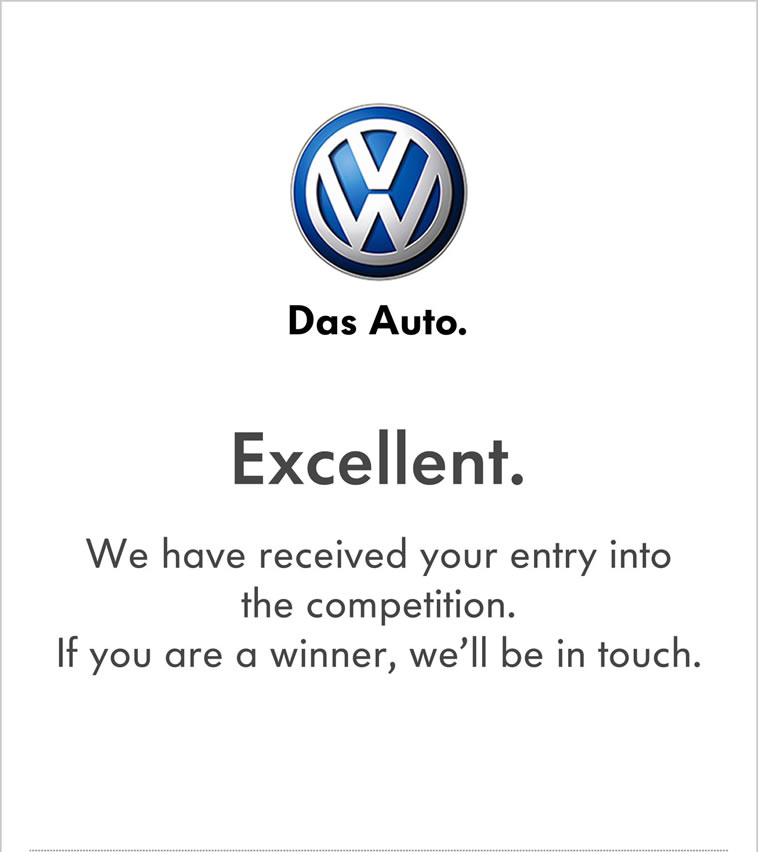 Das Auto.
Excellent.
We have received your entry into
the competition.
If you are a winner, we’ll be in touch.